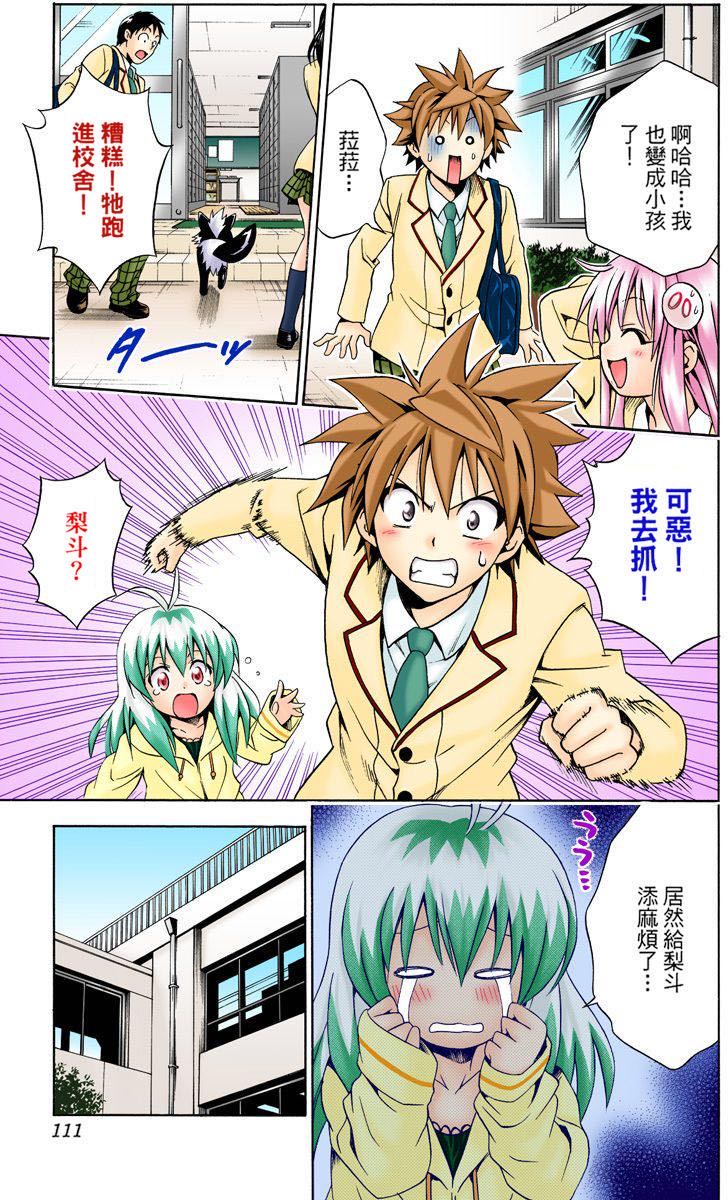 啊哈哈…我
也變成小孩
了！
菈菈…
糟糕！牠跑
進校舍！
ターッ
可惡！
我去抓！
梨斗？
うう…
居然給梨斗
添麻煩了…
111